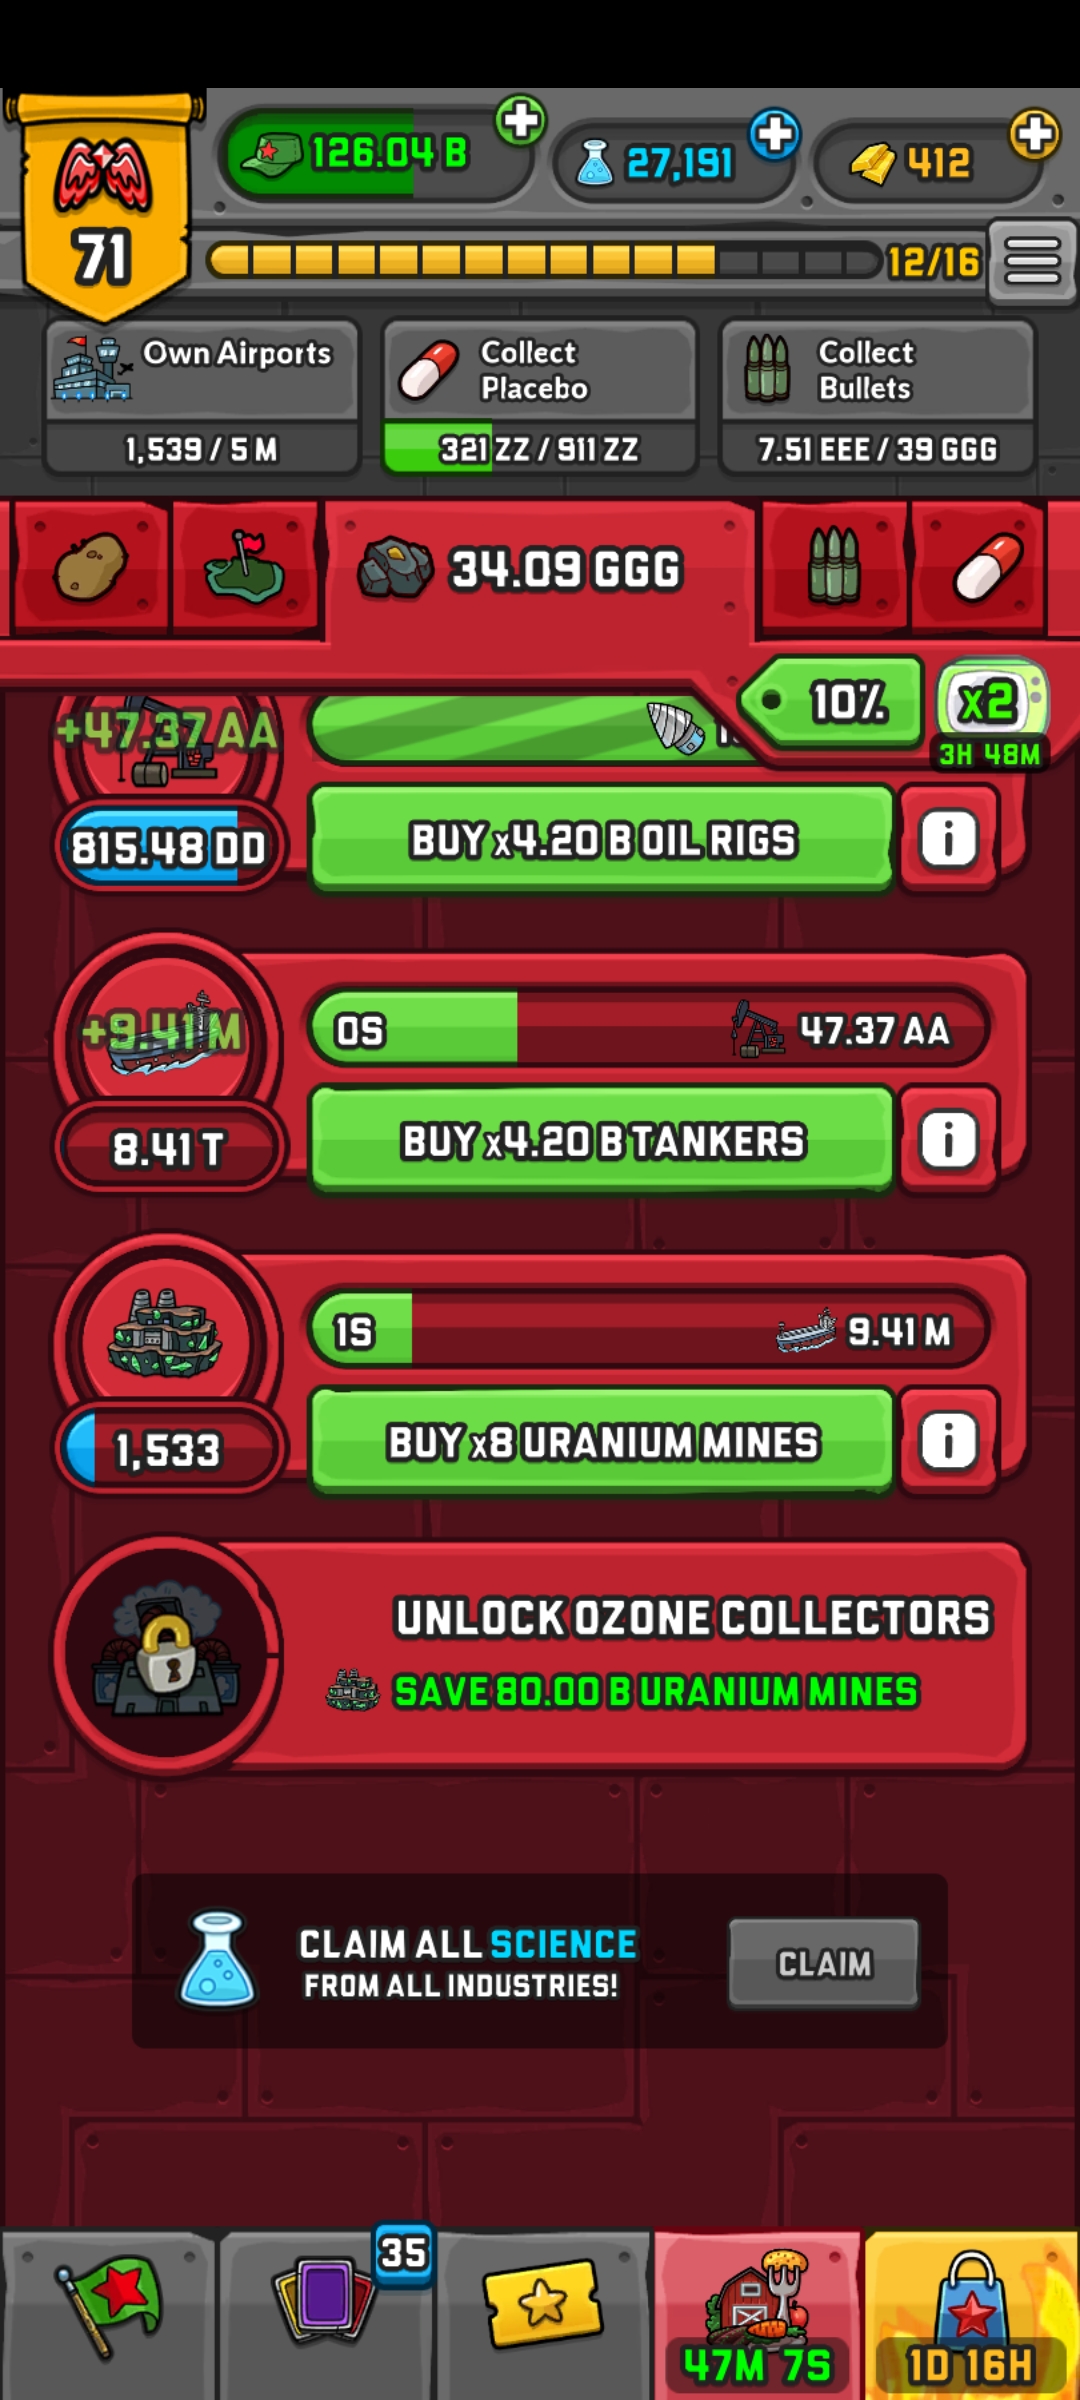 126.04 B
27,191
412
71
12/16
Own Airports
1,539 / 5 M
Collect
Placebo
321 ZZ / 911 ZZ
Collect
Bullets
7.51 EEE / 39 GGG
34.09 GGG
10%
x2
3H 48M
+47.37 AA
815.48 DD
BUY x4.20 B OIL RIGS
i
+9.41 M
0S
47.37 AA
8.41 T
BUY x4.20 B TANKERS
i
1S
9.41 M
1,533
BUY x8 URANIUM MINES
i
UNLOCK OZONE COLLECTORS
SAVE 80.00 B URANIUM MINES
CLAIM ALL SCIENCE
FROM ALL INDUSTRIES!
CLAIM
35
47M 7S
1D 16H